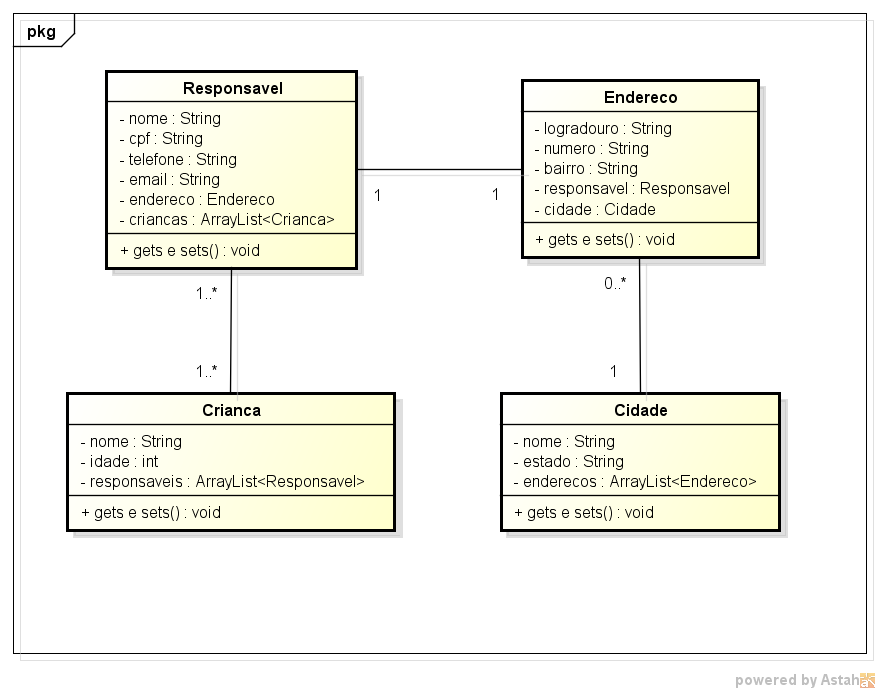 pkg
Responsavel
- nome : String
- cpf : String
- telefone : String
- email : String
- endereco : Endereco
- criancas : ArrayList<Crianca>
+ gets e sets() : void
Endereco
- logradouro : String
- numero : String
- bairro : String
- responsavel : Responsavel
- cidade : Cidade
+ gets e sets() : void
1
1
1..*
1..*
0..*
1
Crianca
- nome : String
- idade : int
- responsaveis : ArrayList<Responsavel>
+ gets e sets() : void
Cidade
- nome : String
- estado : String
- enderecos : ArrayList<Endereco>
+ gets e sets() : void
powered by Astah